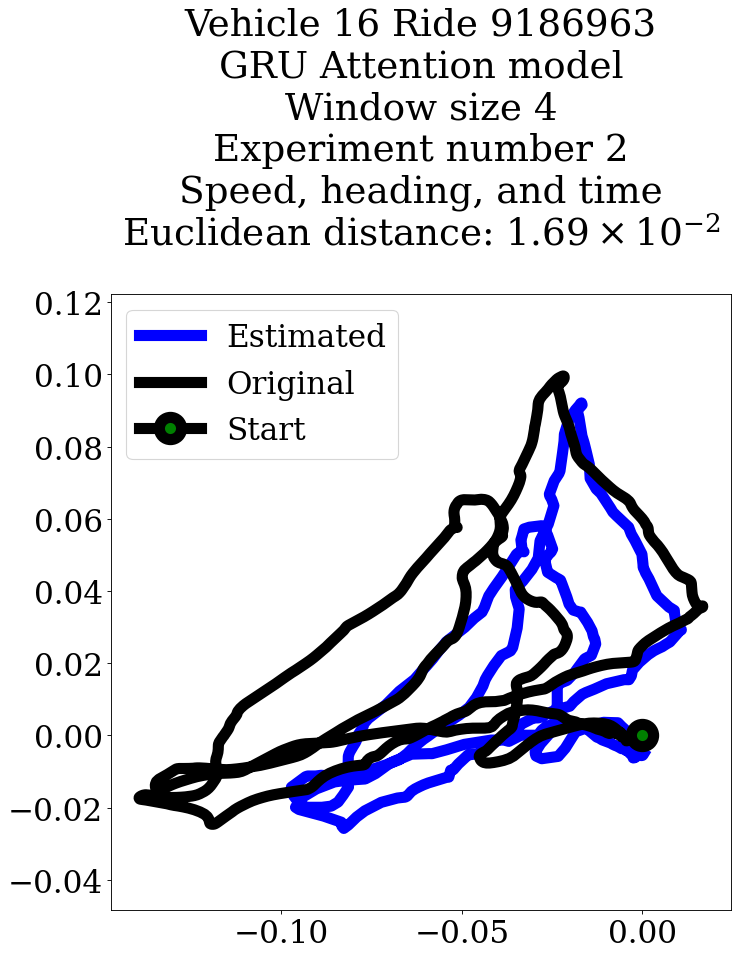 Vehicle 16 Ride 9186963
GRU Attention model
Window size 4
Experiment number 2
Speed, heading, and time
Euclidean distance: 1.69 × 10⁻²
0.12
0.10
0.08
0.06
0.04
0.02
0.00
−0.02
−0.04
Estimated
Original
Start
−0.10
−0.05
0.00